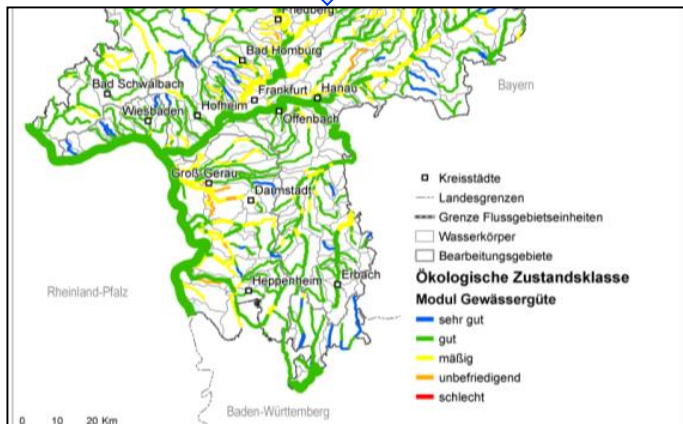 Friedberg
Bad Homburg
Bayern
Bad Schwalbach
Frankfurt
Hanau
Wiesbaden
Hofheim
Offenbach
Groß Gerau
Kreisstädte
Darmstadt
Landesgrenzen
Grenze Flussgebietseinheiten
Wasserkörper
Bearbeitungsgebiete
Ökologische Zustandsklasse
Heppenheim
Erbach
Rheinland-Pfalz
Modul Gewässergüte
sehr gut
gut
mäßig
unbefriedigend
schlecht
Baden-Württemberg
0 10 20 Km